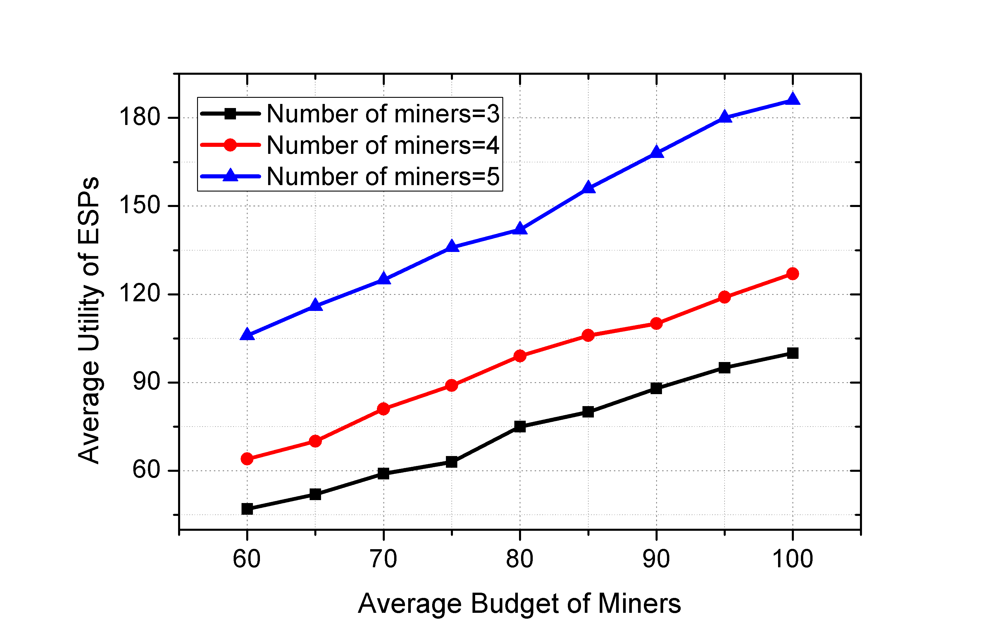 Number of miners=3
Number of miners=4
Number of miners=5
180
150
120
90
60
Average Utility of ESPs
60 70 80 90 100
Average Budget of Miners